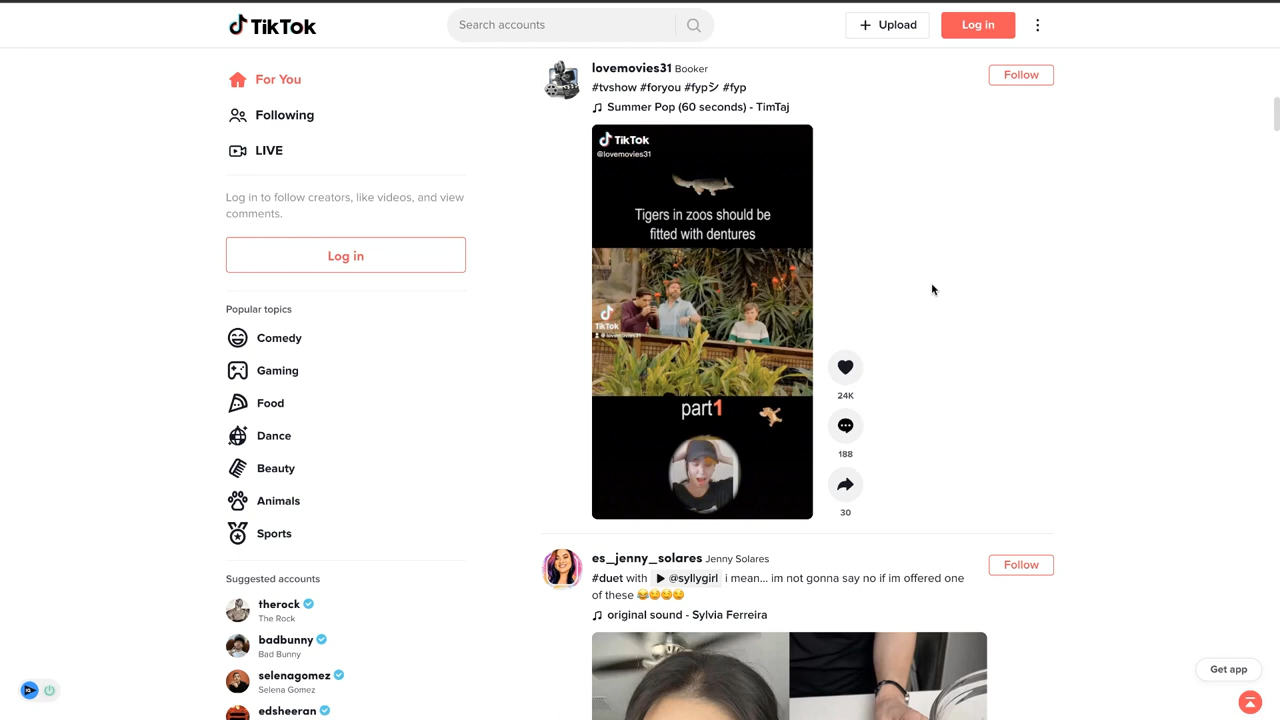 TikTok
Search accounts
Upload
Log in
For You
Following
LIVE
Log in to follow creators, like videos, and view
comments.
Log in
Popular topics
Comedy
Gaming
Food
Dance
Beauty
Animals
Sports
Suggested accounts
therock
The Rock
badbunny
Bad Bunny
selenagomez
Selena Gomez
edsheeran
lovemovies31 Booker
#tvshow #foryou #fypシ #fyp
Summer Pop (60 seconds) - TimTaj
Follow
TikTok
@lovemovies31
Tigers in zoos should be
fitted with dentures
TikTok
@lovemovies31
part1
24K
188
30
es_jenny_solares Jenny Solares
#duet with @syllygirl i mean... im not gonna say no if im offered one
of these 😂😏😏😏
original sound - Sylvia Ferreira
Follow
Get app